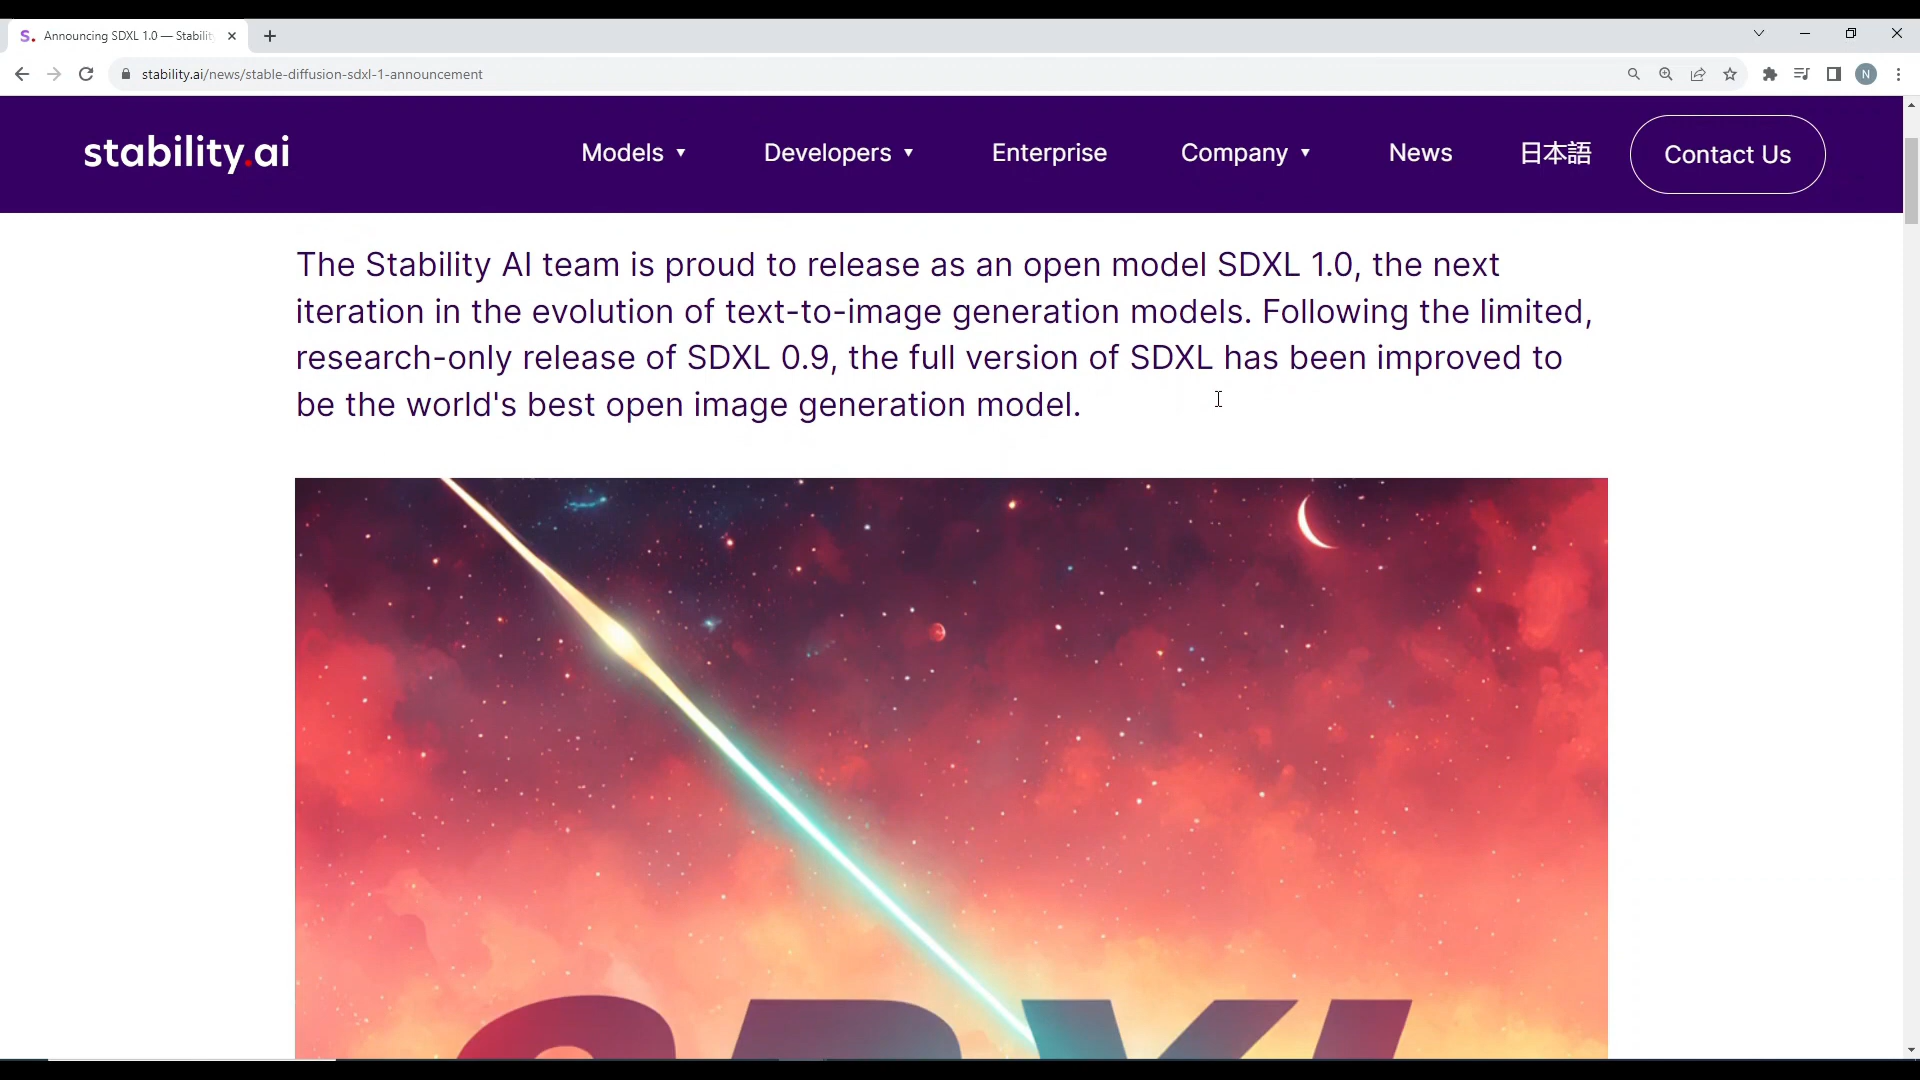 S. Announcing SDXL 1.0 — Stability
stability.ai/news/stable-diffusion-sdxl-1-announcement
N
stability.ai
Models ▼
Developers ▼
Enterprise
Company ▼
News
日本語
Contact Us
The Stability AI team is proud to release as an open model SDXL 1.0, the next
iteration in the evolution of text-to-image generation models. Following the limited,
research-only release of SDXL 0.9, the full version of SDXL has been improved to
be the world's best open image generation model.
SDXL